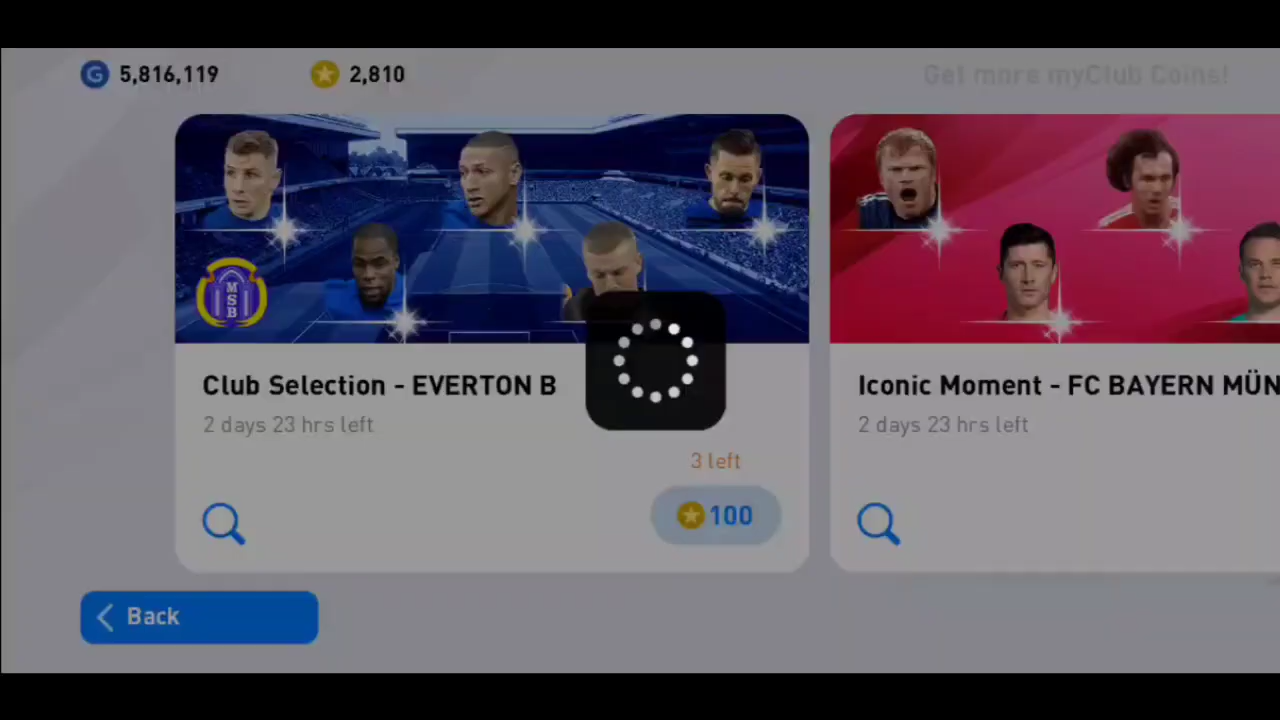 5,816,119
2,810
Get more myClub Coins!
MSB
Club Selection - EVERTON B
2 days 23 hrs left
3 left
100
Iconic Moment - FC BAYERN MÜN
2 days 23 hrs left
Back